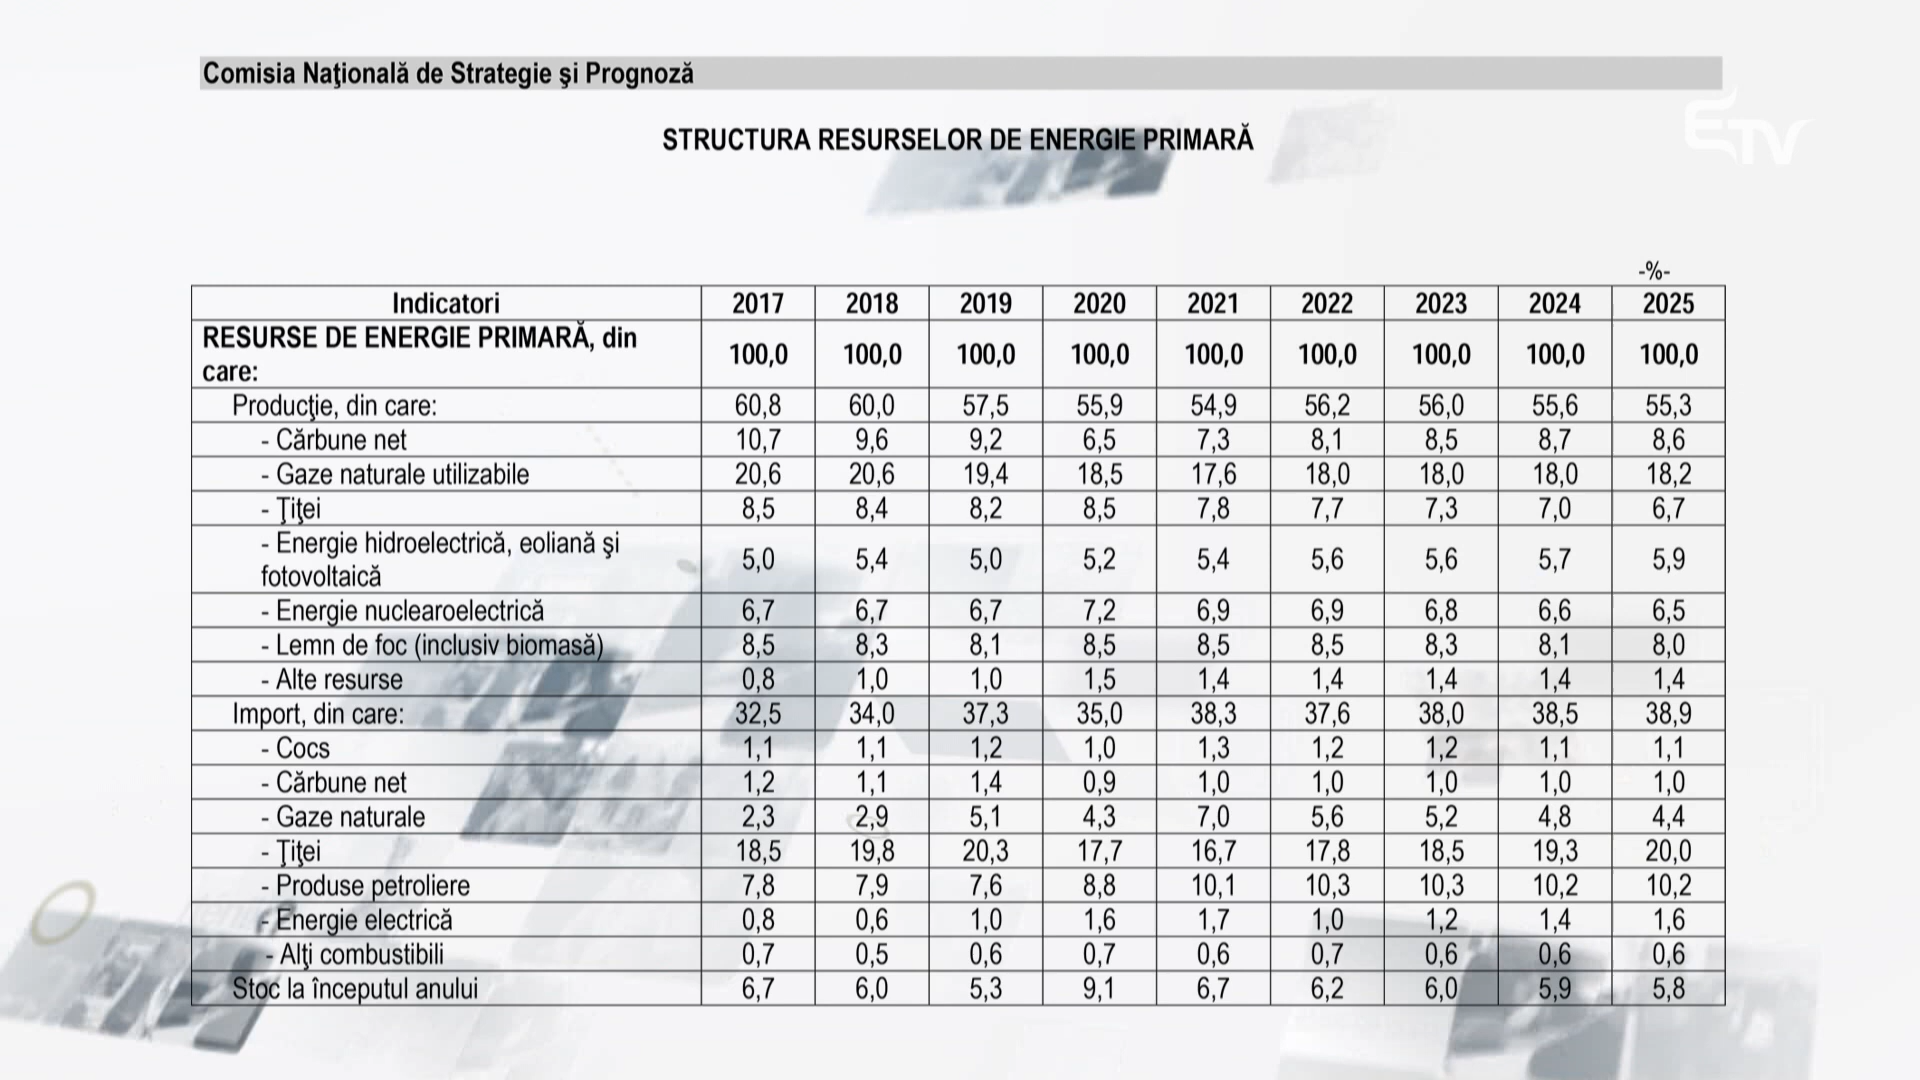 Comisia Naţională de Strategie şi Prognoză
ETV
STRUCTURA RESURSELOR DE ENERGIE PRIMARĂ
-%-
Indicatori 2017 2018 2019 2020 2021 2022 2023 2024 2025
RESURSE DE ENERGIE PRIMARĂ, din
care: 100,0 100,0 100,0 100,0 100,0 100,0 100,0 100,0 100,0
Producţie, din care: 60,8 60,0 57,5 55,9 54,9 56,2 56,0 55,6 55,3
- Cărbune net 10,7 9,6 9,2 6,5 7,3 8,1 8,5 8,7 8,6
- Gaze naturale utilizabile 20,6 20,6 19,4 18,5 17,6 18,0 18,0 18,0 18,2
- Ţiţei 8,5 8,4 8,2 8,5 7,8 7,7 7,3 7,0 6,7
- Energie hidroelectrică, eoliană şi
fotovoltaică 5,0 5,4 5,0 5,2 5,4 5,6 5,6 5,7 5,9
- Energie nuclearoelectrică 6,7 6,7 6,7 7,2 6,9 6,9 6,8 6,6 6,5
- Lemn de foc (inclusiv biomasă) 8,5 8,3 8,1 8,5 8,5 8,5 8,3 8,1 8,0
- Alte resurse 0,8 1,0 1,0 1,5 1,4 1,4 1,4 1,4 1,4
Import, din care: 32,5 34,0 37,3 35,0 38,3 37,6 38,0 38,5 38,9
- Cocs 1,1 1,1 1,2 1,0 1,3 1,2 1,2 1,1 1,1
- Cărbune net 1,2 1,1 1,4 0,9 1,0 1,0 1,0 1,0 1,0
- Gaze naturale 2,3 2,9 5,1 4,3 7,0 5,6 5,2 4,8 4,4
- Ţiţei 18,5 19,8 20,3 17,7 16,7 17,8 18,5 19,3 20,0
- Produse petroliere 7,8 7,9 7,6 8,8 10,1 10,3 10,3 10,2 10,2
- Energie electrică 0,8 0,6 1,0 1,6 1,7 1,0 1,2 1,4 1,6
- Alţi combustibili 0,7 0,5 0,6 0,7 0,6 0,7 0,6 0,6 0,6
Stoc la începutul anului 6,7 6,0 5,3 9,1 6,7 6,2 6,0 5,9 5,8